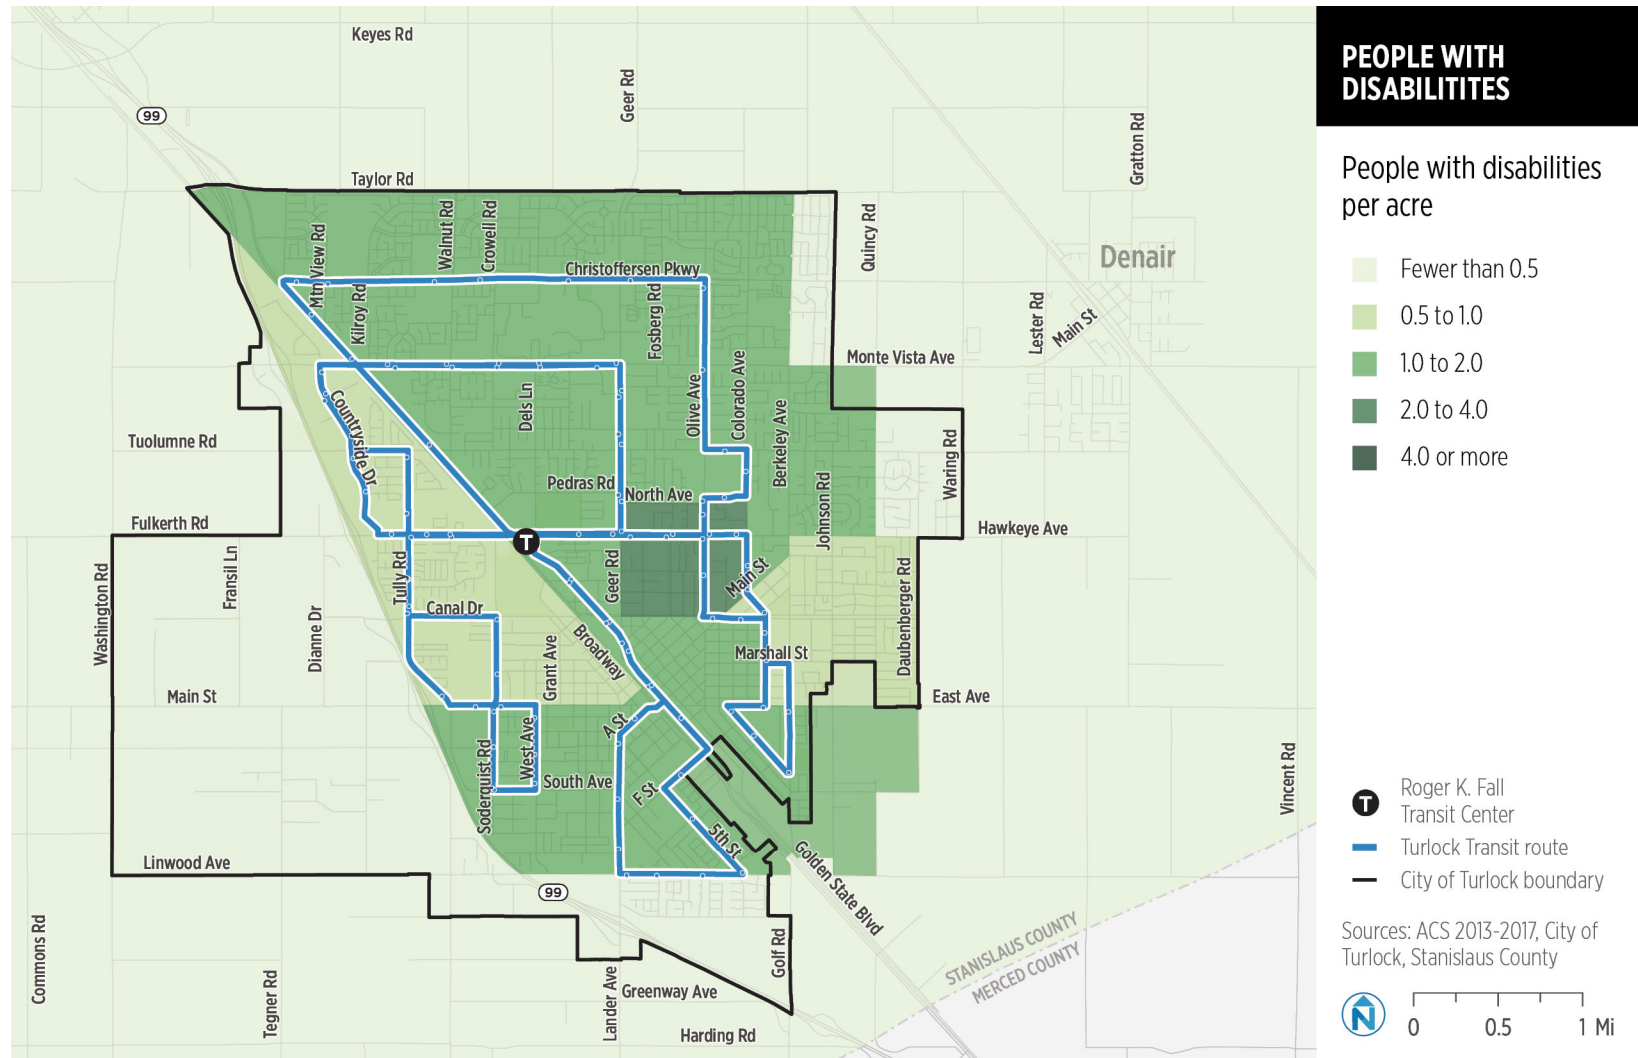 PEOPLE WITH
DISABILITITES
People with disabilities
per acre
Fewer than 0.5
0.5 to 1.0
1.0 to 2.0
2.0 to 4.0
4.0 or more
Roger K. Fall
Transit Center
Turlock Transit route
City of Turlock boundary
Sources: ACS 2013-2017, City of
Turlock, Stanislaus County
N
0 0.5 1 Mi
Keyes Rd
99
Geer Rd
Gratton Rd
Taylor Rd
Mtn View Rd
Walnut Rd
Crowell Rd
Quincy Rd
Denair
Christoffersen Pkwy
Kilroy Rd
Fosberg Rd
Lester Rd
Main St
Monte Vista Ave
Countryside Dr
Dels Ln
Olive Ave
Colorado Ave
Berkeley Ave
Tuolumne Rd
Waring Rd
Pedras Rd
North Ave
Johnson Rd
Fulkerth Rd
Hawkeye Ave
T
Washington Rd
Fransil Ln
Tully Rd
Geer Rd
Main St
Daubenberger Rd
Dianne Dr
Canal Dr
Grant Ave
Broadway
Marshall St
Main St
East Ave
A St
Soderquist Rd
West Ave
South Ave
F St
Vincent Rd
5th St
Golden State Blvd
Linwood Ave
99
Commons Rd
Tegner Rd
Lander Ave
Greenway Ave
Golf Rd
Harding Rd
STANISLAUS COUNTY
MERCED COUNTY
T